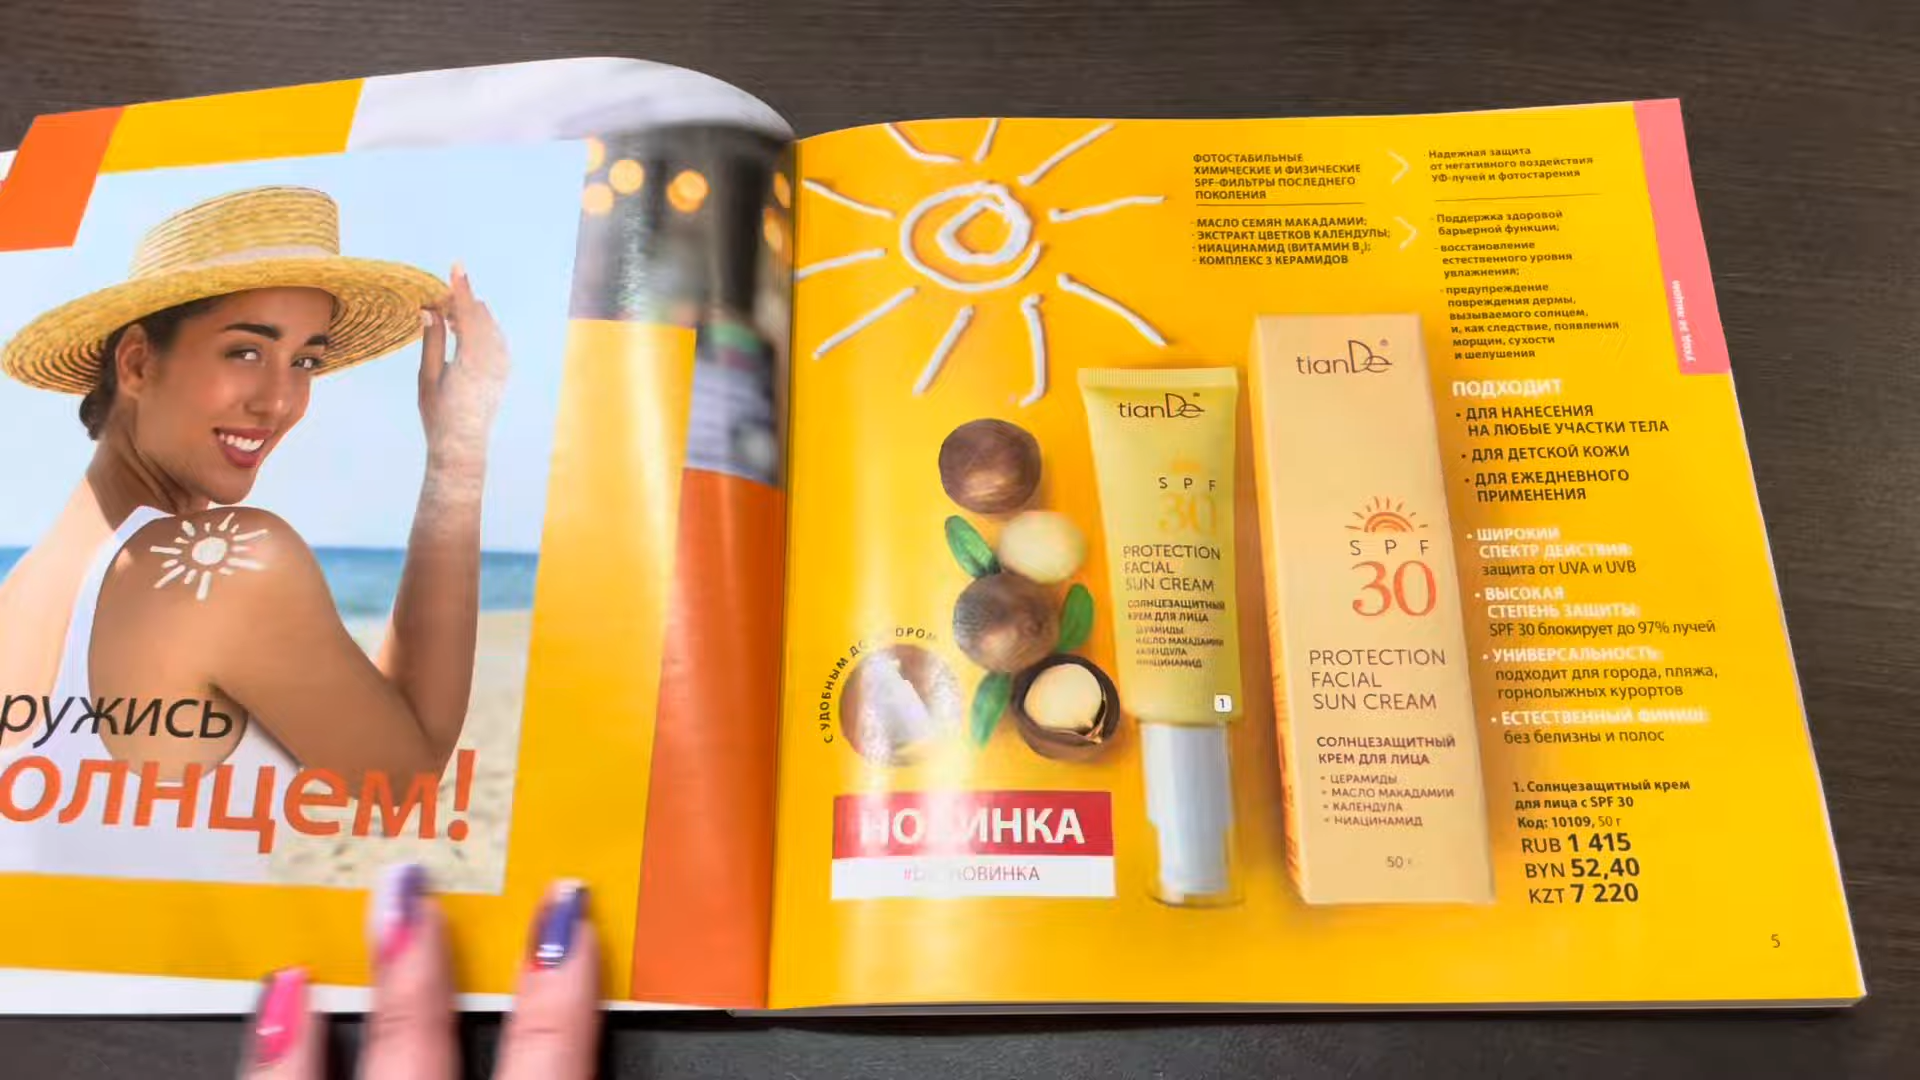 ружись
олнцем!
ФОТОСТАБИЛЬНЫЕ
ХИМИЧЕСКИЕ И ФИЗИЧЕСКИЕ
SPF-ФИЛЬТРЫ ПОСЛЕДНЕГО
ПОКОЛЕНИЯ
Надежная защита
от негативного воздействия
УФ-лучей и фотостарения
- МАСЛО СЕМЯН МАКАДАМИИ;
- ЭКСТРАКТ ЦВЕТКОВ КАЛЕНДУЛЫ;
- НИАЦИНАМИД (ВИТАМИН В₃);
- КОМПЛЕКС 3 КЕРАМИДОВ
- Поддержка здоровой
барьерной функции;
- восстановление
естественного уровня
увлажнения;
- предупреждение
повреждения дермы,
вызываемого солнцем,
и, как следствие, появления
морщин, сухости
и шелушения
уход за лицом
ПОДХОДИТ
• ДЛЯ НАНЕСЕНИЯ
НА ЛЮБЫЕ УЧАСТКИ ТЕЛА
• ДЛЯ ДЕТСКОЙ КОЖИ
• ДЛЯ ЕЖЕДНЕВНОГО
ПРИМЕНЕНИЯ
• ШИРОКИЙ
СПЕКТР ДЕЙСТВИЯ:
защита от UVA и UVB
• ВЫСОКАЯ
СТЕПЕНЬ ЗАЩИТЫ:
SPF 30 блокирует до 97% лучей
• УНИВЕРСАЛЬНОСТЬ:
подходит для города, пляжа,
горнолыжных курортов
• ЕСТЕСТВЕННЫЙ ФИНИШ:
без белизны и полос
tianDe®
SPF
30
PROTECTION
FACIAL
SUN CREAM
СОЛНЦЕЗАЩИТНЫЙ
КРЕМ ДЛЯ ЛИЦА
ЦЕРАМИДЫ
МАСЛО МАКАДАМИИ
КАЛЕНДУЛА
НИАЦИНАМИД
1
tianDe®
SPF
30
PROTECTION
FACIAL
SUN CREAM
СОЛНЦЕЗАЩИТНЫЙ
КРЕМ ДЛЯ ЛИЦА
• ЦЕРАМИДЫ
• МАСЛО МАКАДАМИИ
• КАЛЕНДУЛА
• НИАЦИНАМИД
50 г
С УДОБНЫМ
НОВИНКА
1. Солнцезащитный крем
для лица с SPF 30
Код: 10109, 50 г
RUB 1 415
BYN 52,40
KZT 7 220
5